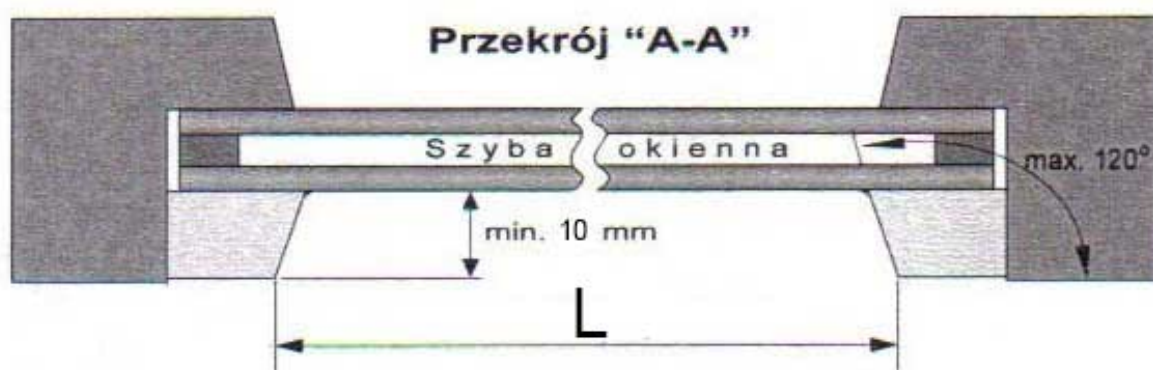 Przekrój “A-A”
Szyba okienna
max. 120°
min. 10 mm
L